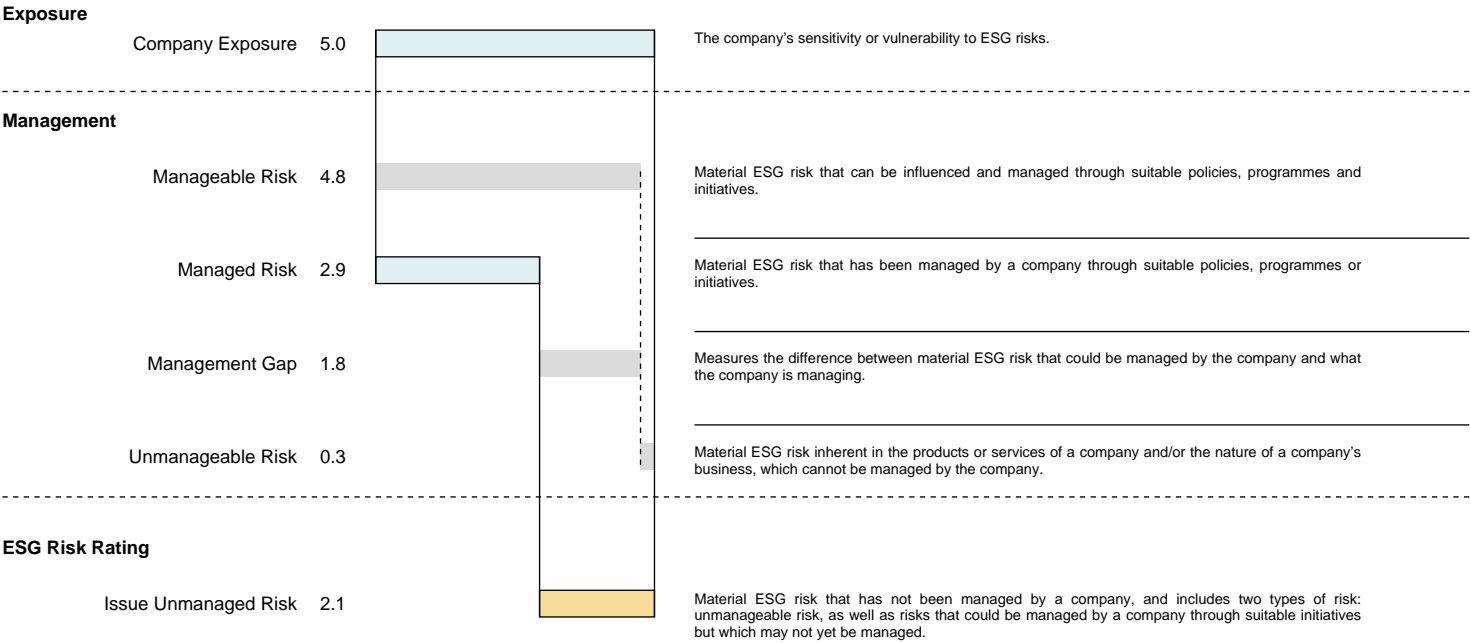 Exposure
Company Exposure 5.0
The company’s sensitivity or vulnerability to ESG risks.
Management
Manageable Risk 4.8
Material ESG risk that can be influenced and managed through suitable policies, programmes and
initiatives.
Managed Risk 2.9
Material ESG risk that has been managed by a company through suitable policies, programmes or
initiatives.
Management Gap 1.8
Measures the difference between material ESG risk that could be managed by the company and what
the company is managing.
Unmanageable Risk 0.3
Material ESG risk inherent in the products or services of a company and/or the nature of a company’s
business, which cannot be managed by the company.
ESG Risk Rating
Issue Unmanaged Risk 2.1
Material ESG risk that has not been managed by a company, and includes two types of risk:
unmanageable risk, as well as risks that could be managed by a company through suitable initiatives
but which may not yet be managed.